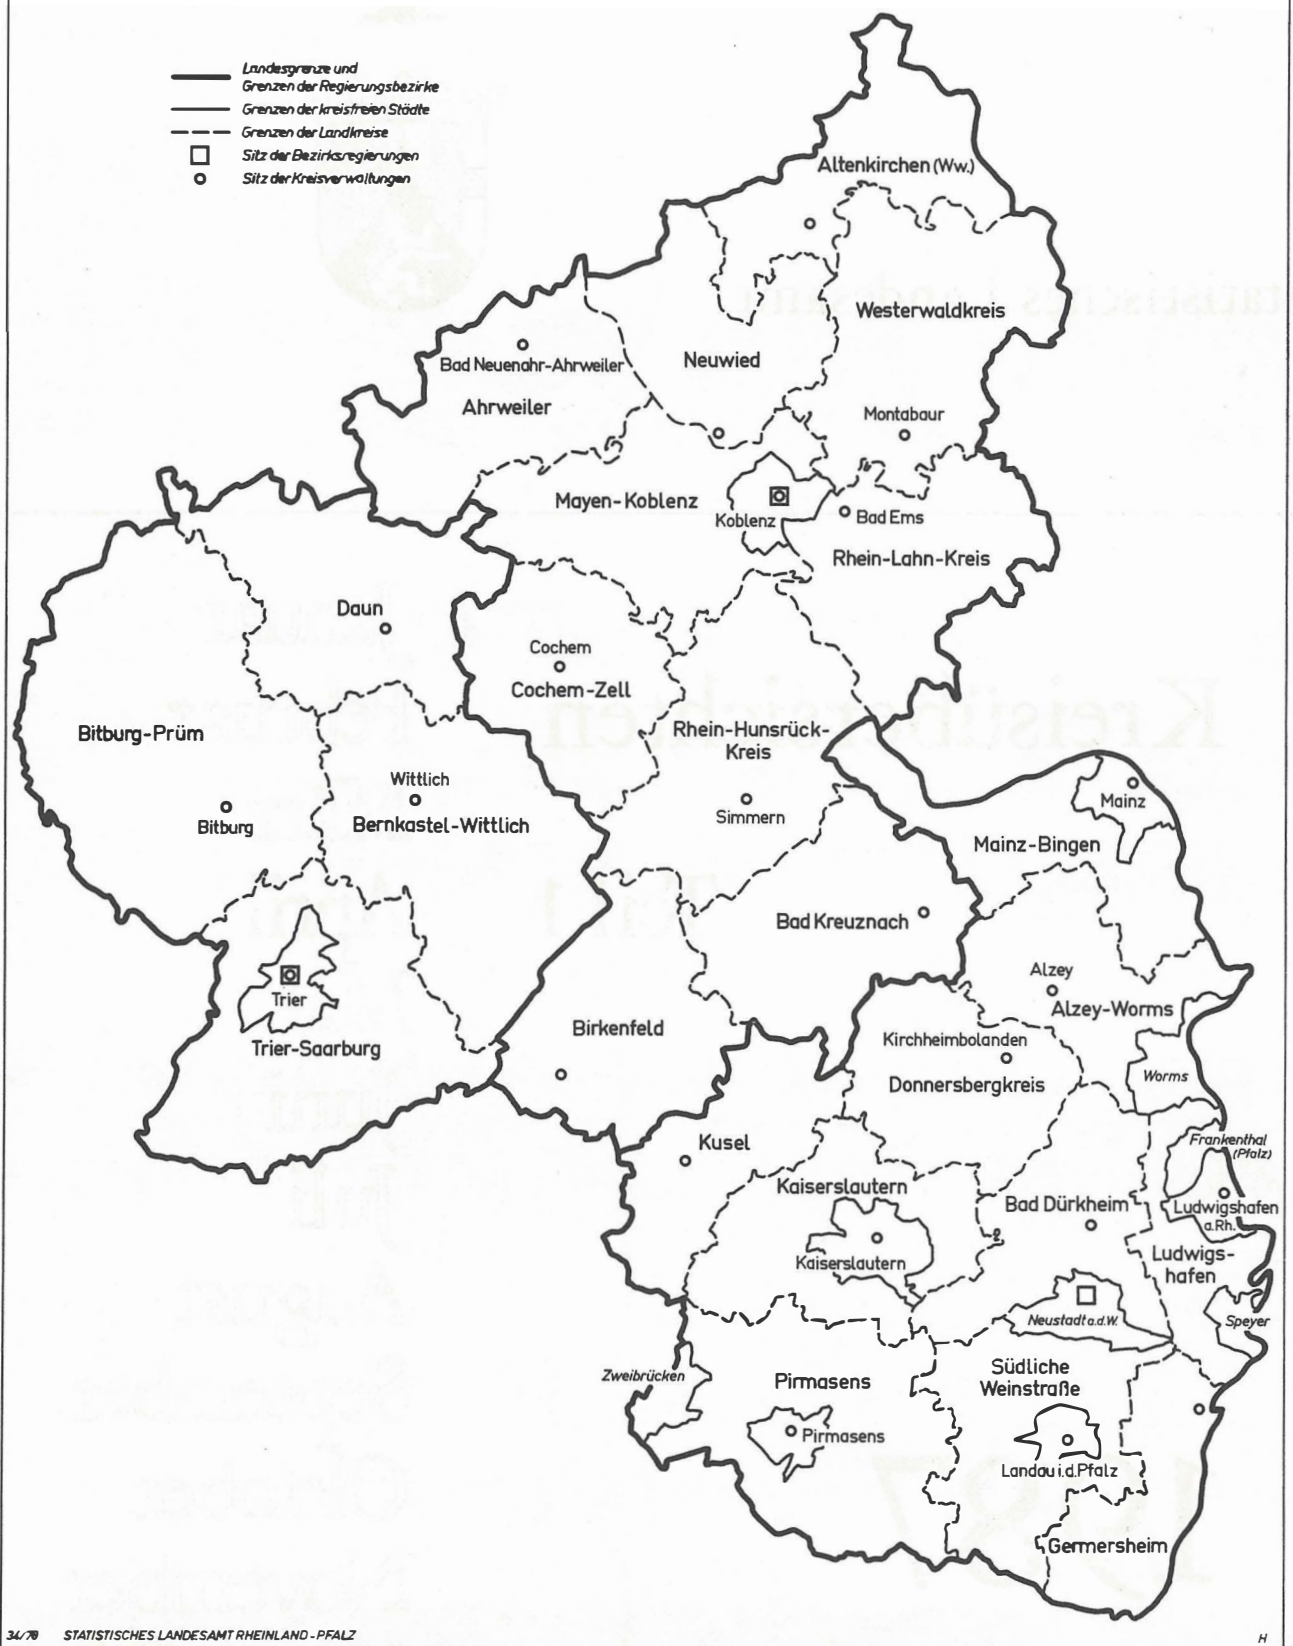 Landesgrenze und
Grenzen der Regierungsbezirke
Grenzen der kreisfreien Städte
Grenzen der Landkreise
Sitz der Bezirksregierungen
Sitz der Kreisverwaltungen
Altenkirchen (Ww.)
Westerwaldkreis
Neuwied
Bad Neuenahr-Ahrweiler
Ahrweiler
Montabaur
Mayen-Koblenz
Koblenz
Bad Ems
Rhein-Lahn-Kreis
Daun
Cochem
Cochem-Zell
Bitburg-Prüm
Rhein-Hunsrück-
Kreis
Wittlich
Bernkastel-Wittlich
Bitburg
Simmern
Mainz
Mainz-Bingen
Bad Kreuznach
Alzey
Alzey-Worms
Trier
Trier-Saarburg
Birkenfeld
Kirchheimbolanden
Donnersbergkreis
Worms
Kusel
Frankenthal
(Pfalz)
Kaiserslautern
Kaiserslautern
Bad Dürkheim
Ludwigshafen
a.Rh.
Ludwigs-
hafen
Neustadt a.d.W.
Speyer
Zweibrücken
Pirmasens
Pirmasens
Südliche
Weinstraße
Landau i.d.Pfalz
Germersheim
34/78 STATISTISCHES LANDESAMT RHEINLAND-PFALZ
H